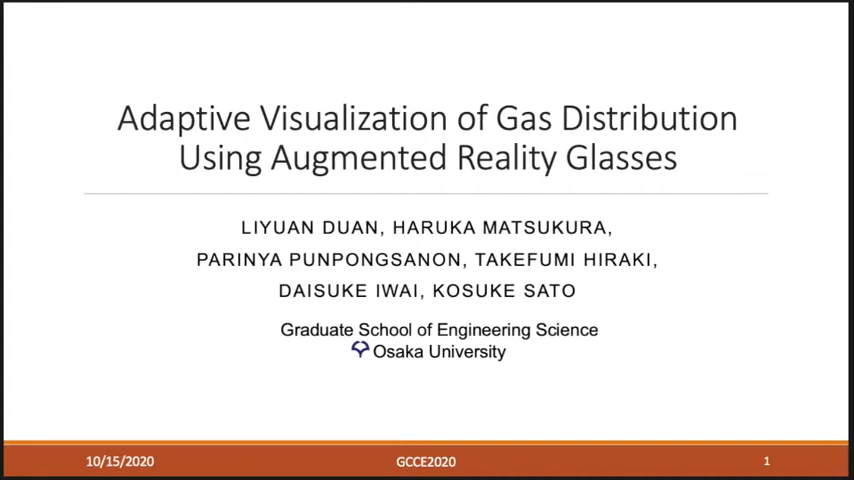 Adaptive Visualization of Gas Distribution
Using Augmented Reality Glasses
LIYUAN DUAN, HARUKA MATSUKURA,
PARINYA PUNPONGSANON, TAKEFUMI HIRAKI,
DAISUKE IWAI, KOSUKE SATO
Graduate School of Engineering Science
Osaka University
10/15/2020 GCCE2020 1